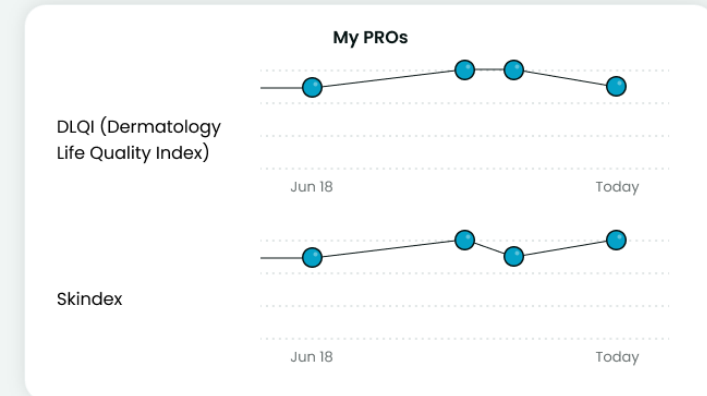 My PROs
DLQI (Dermatology
Life Quality Index)
Jun 18
Today
Skindex
Jun 18
Today